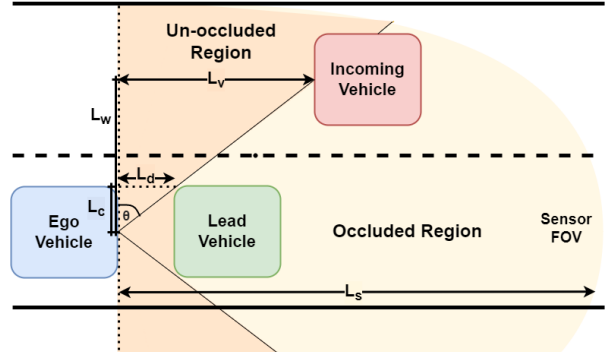 Un-occluded
Region
Incoming
Vehicle
Lv
Lw
Ld
Lc
θ
Ego
Vehicle
Lead
Vehicle
Occluded Region
Sensor
FOV
Ls